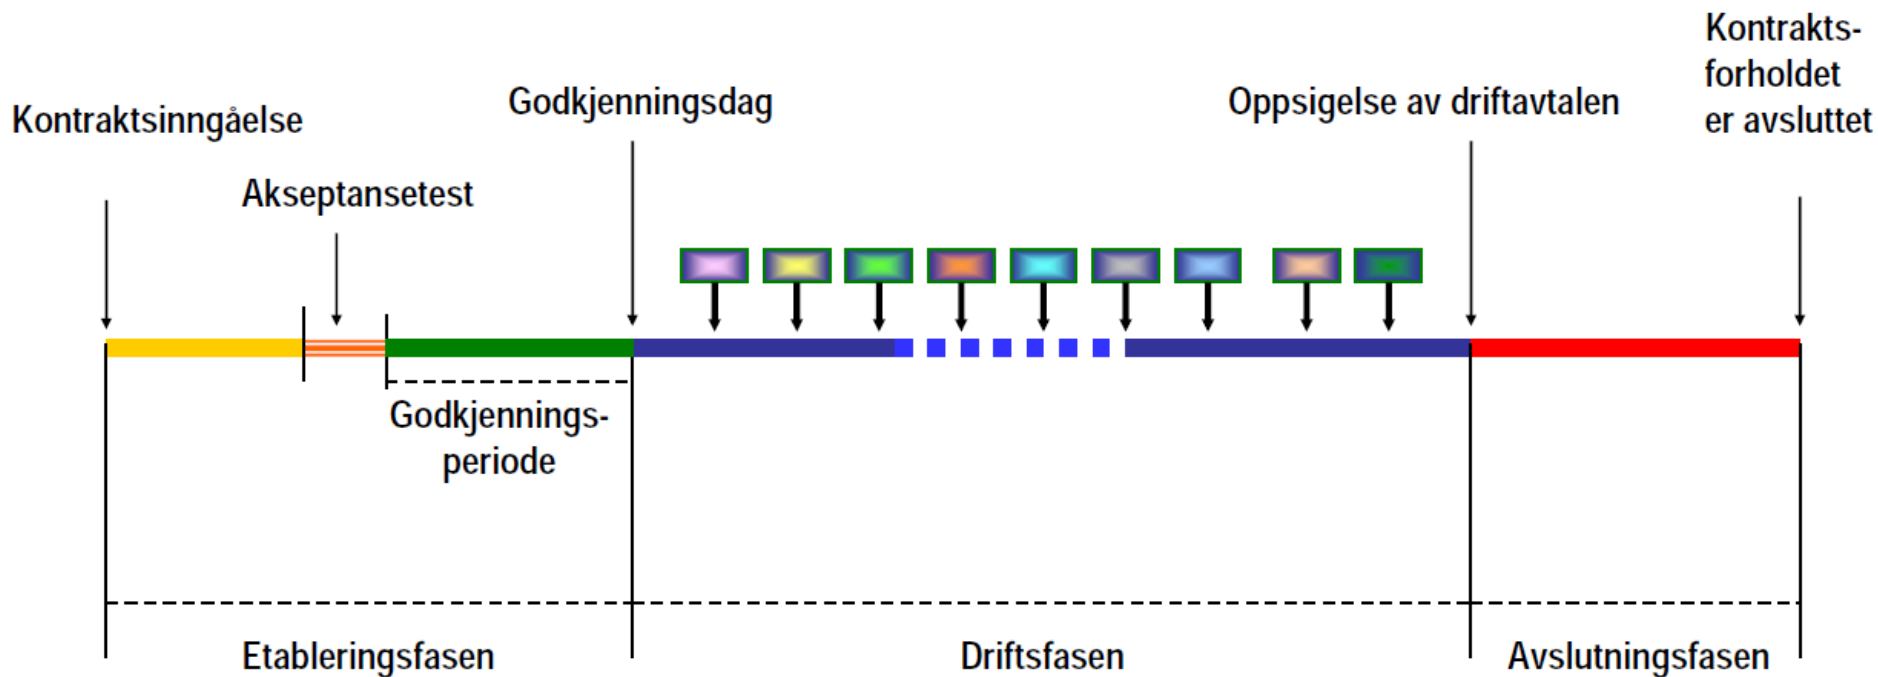 Kontraktsinngåelse
Akseptansetest
Godkjenningsdag
Oppsigelse av driftavtalen
Kontrakts-
forholdet
er avsluttet
Godkjennings-
periode
Etableringsfasen
Driftsfasen
Avslutningsfasen